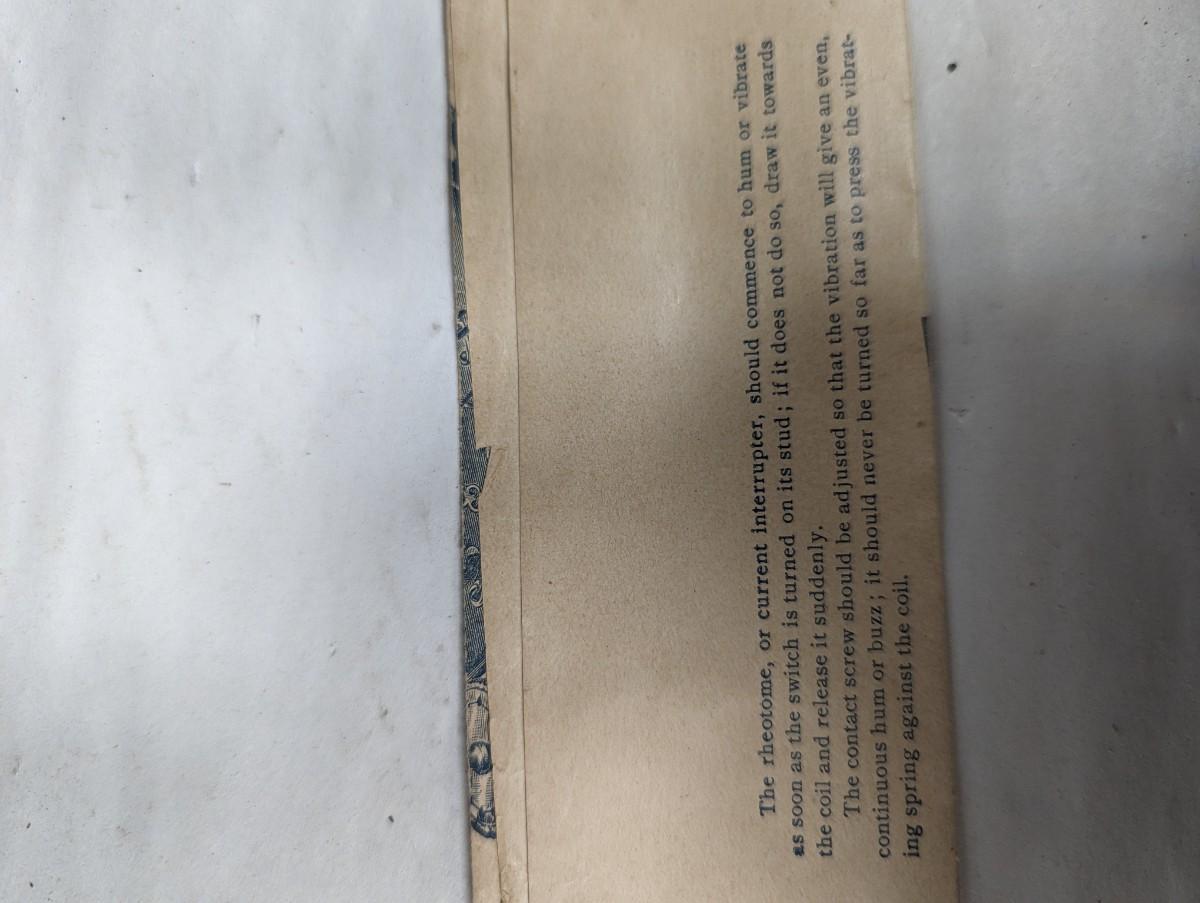 The rheotome, or current interrupter, should commence to hum or vibrate
as soon as the switch is turned on its stud; if it does not do so, draw it towards
the coil and release it suddenly.
The contact screw should be adjusted so that the vibration will give an even,
continuous hum or buzz; it should never be turned so far as to press the vibrat-
ing spring against the coil.